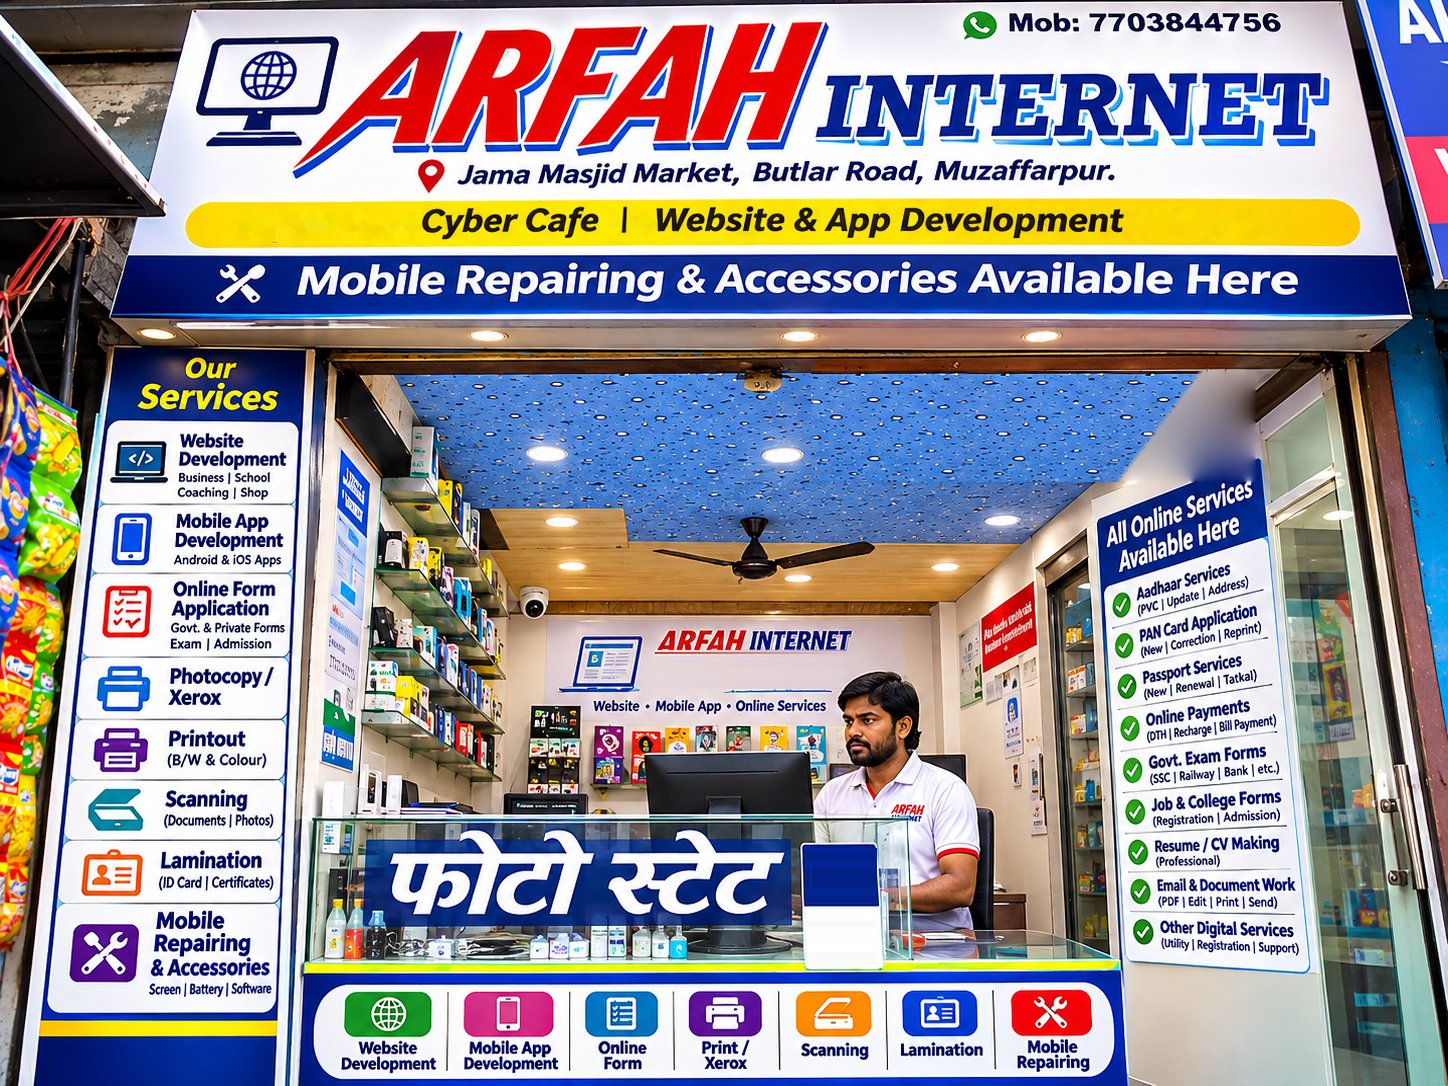 Mob: 7703844756
ARFAH INTERNET
Jama Masjid Market, Butlar Road, Muzaffarpur.
Cyber Cafe | Website & App Development
Mobile Repairing & Accessories Available Here
Our
Services
Website
Development
Business | School
Coaching | Shop
Mobile App
Development
Android & iOS Apps
Online Form
Application
Govt. & Private Forms
Exam | Admission
Photocopy /
Xerox
Printout
(B/W & Colour)
Scanning
(Documents | Photos)
Lamination
(ID Card | Certificates)
Mobile
Repairing
& Accessories
Screen | Battery | Software
ARFAH INTERNET
Website • Mobile App • Online Services
ARFAH
फोटो स्टेट
All Online Services
Available Here
Aadhaar Services
(PVC | Update | Address)
PAN Card Application
(New | Correction | Reprint)
Passport Services
(New | Renewal | Tatkal)
Online Payments
(DTH | Recharge | Bill Payment)
Govt. Exam Forms
(SSC | Railway | Bank | etc.)
Job & College Forms
(Registration | Admission)
Resume / CV Making
(Professional)
Email & Document Work
(PDF | Edit | Print | Send)
Other Digital Services
(Utility | Registration | Support)
Website
Development
Mobile App
Development
Online
Form
Print /
Xerox
Scanning
Lamination
Mobile
Repairing